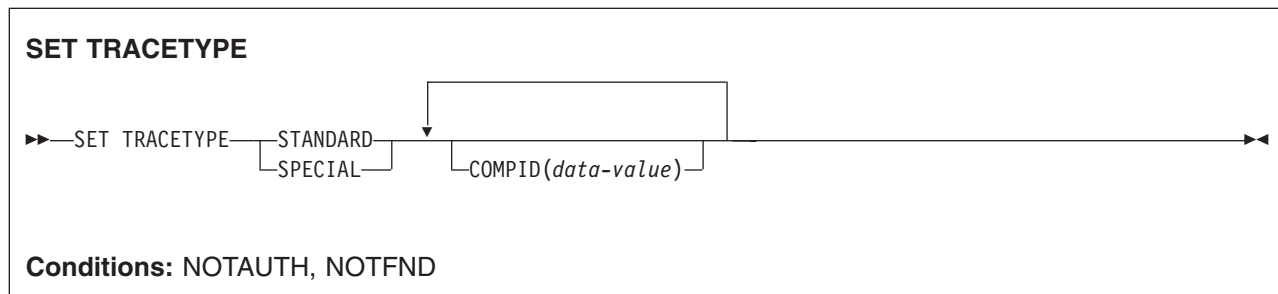 SET TRACETYPE
►►—SET TRACETYPE—STANDARD—►◄
SPECIAL
COMPID(data-value)
Conditions: NOTAUTH, NOTFND